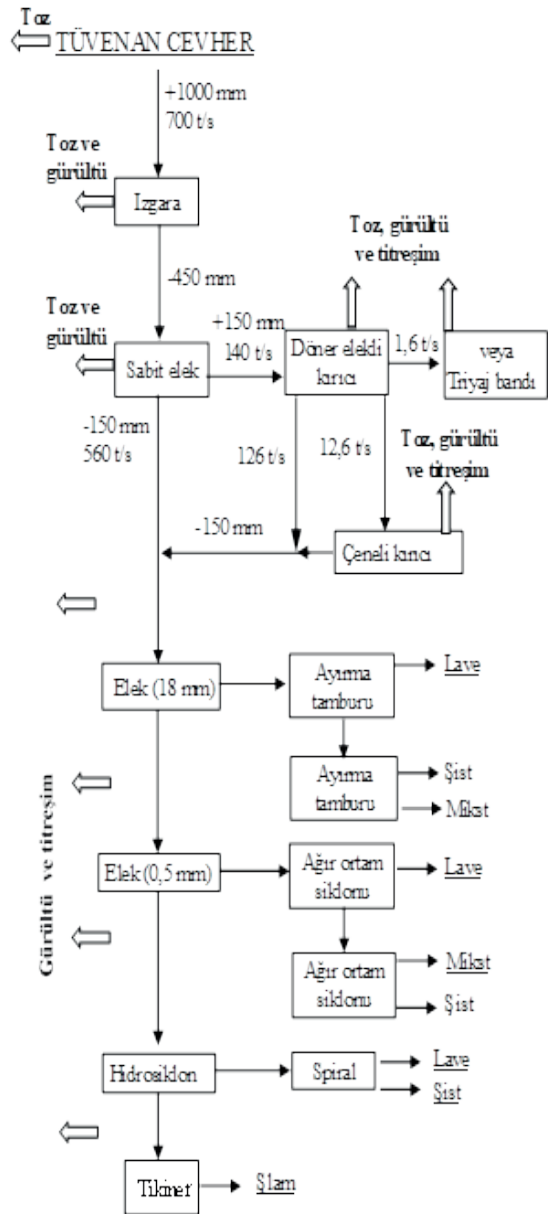 Toz
TÜVENAN CEVHER
+1000 mm
700 t/s
Toz ve
gürültü
Izgara
-450 mm
Toz ve
gürültü
Sabit elek
+150 mm
140 t/s
Toz, gürültü
ve titreşim
Döner elekli
kırıcı
1,6 t/s
veya
Triyaj bandı
-150 mm
560 t/s
126 t/s
12,6 t/s
Toz, gürültü
ve titreşim
-150 mm
Çeneli kırıcı
Elek (18 mm)
Ayırma
tamburu
Lave
Ayırma
tamburu
Şist
Mikst
Gürültü ve titreşim
Elek (0,5 mm)
Ağır ortam
siklonu
Lave
Ağır ortam
siklonu
Mikst
Şist
Hidrosiklon
Spiral
Lave
Şist
Tikiner
Şlam